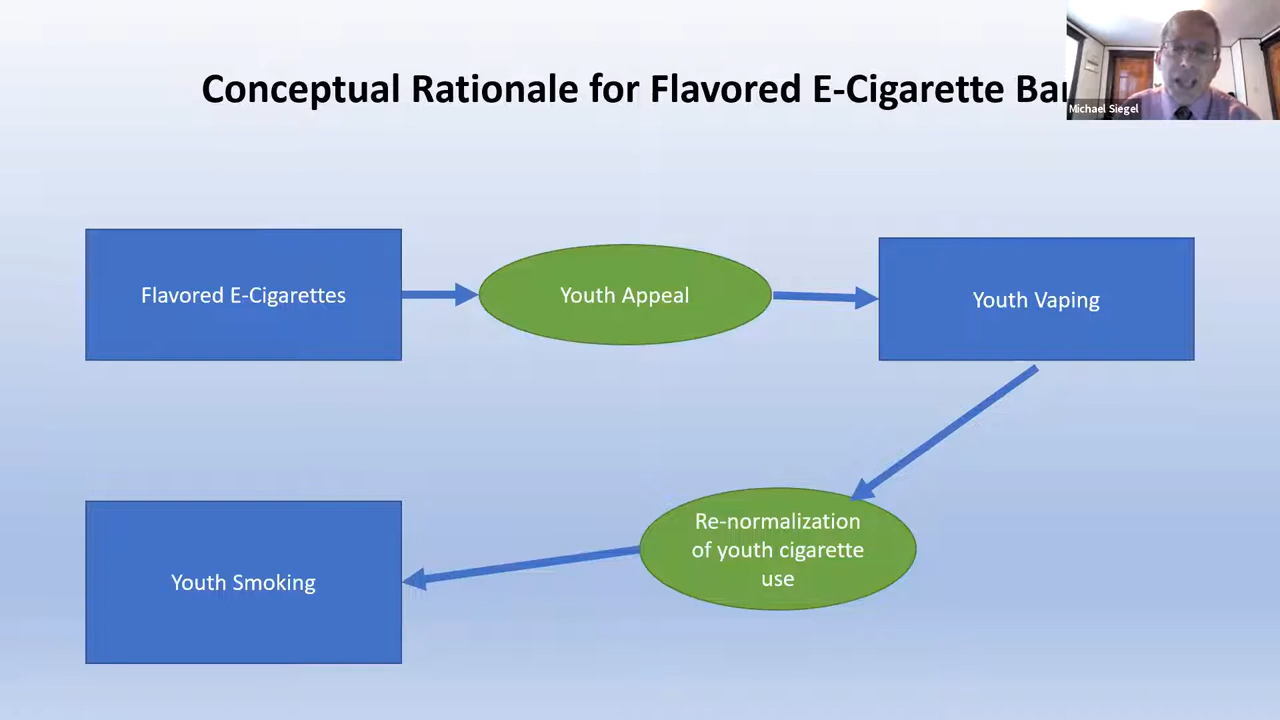 Conceptual Rationale for Flavored E-Cigarette Ban
Michael Siegel
Flavored E-Cigarettes
Youth Appeal
Youth Vaping
Re-normalization
of youth cigarette
use
Youth Smoking